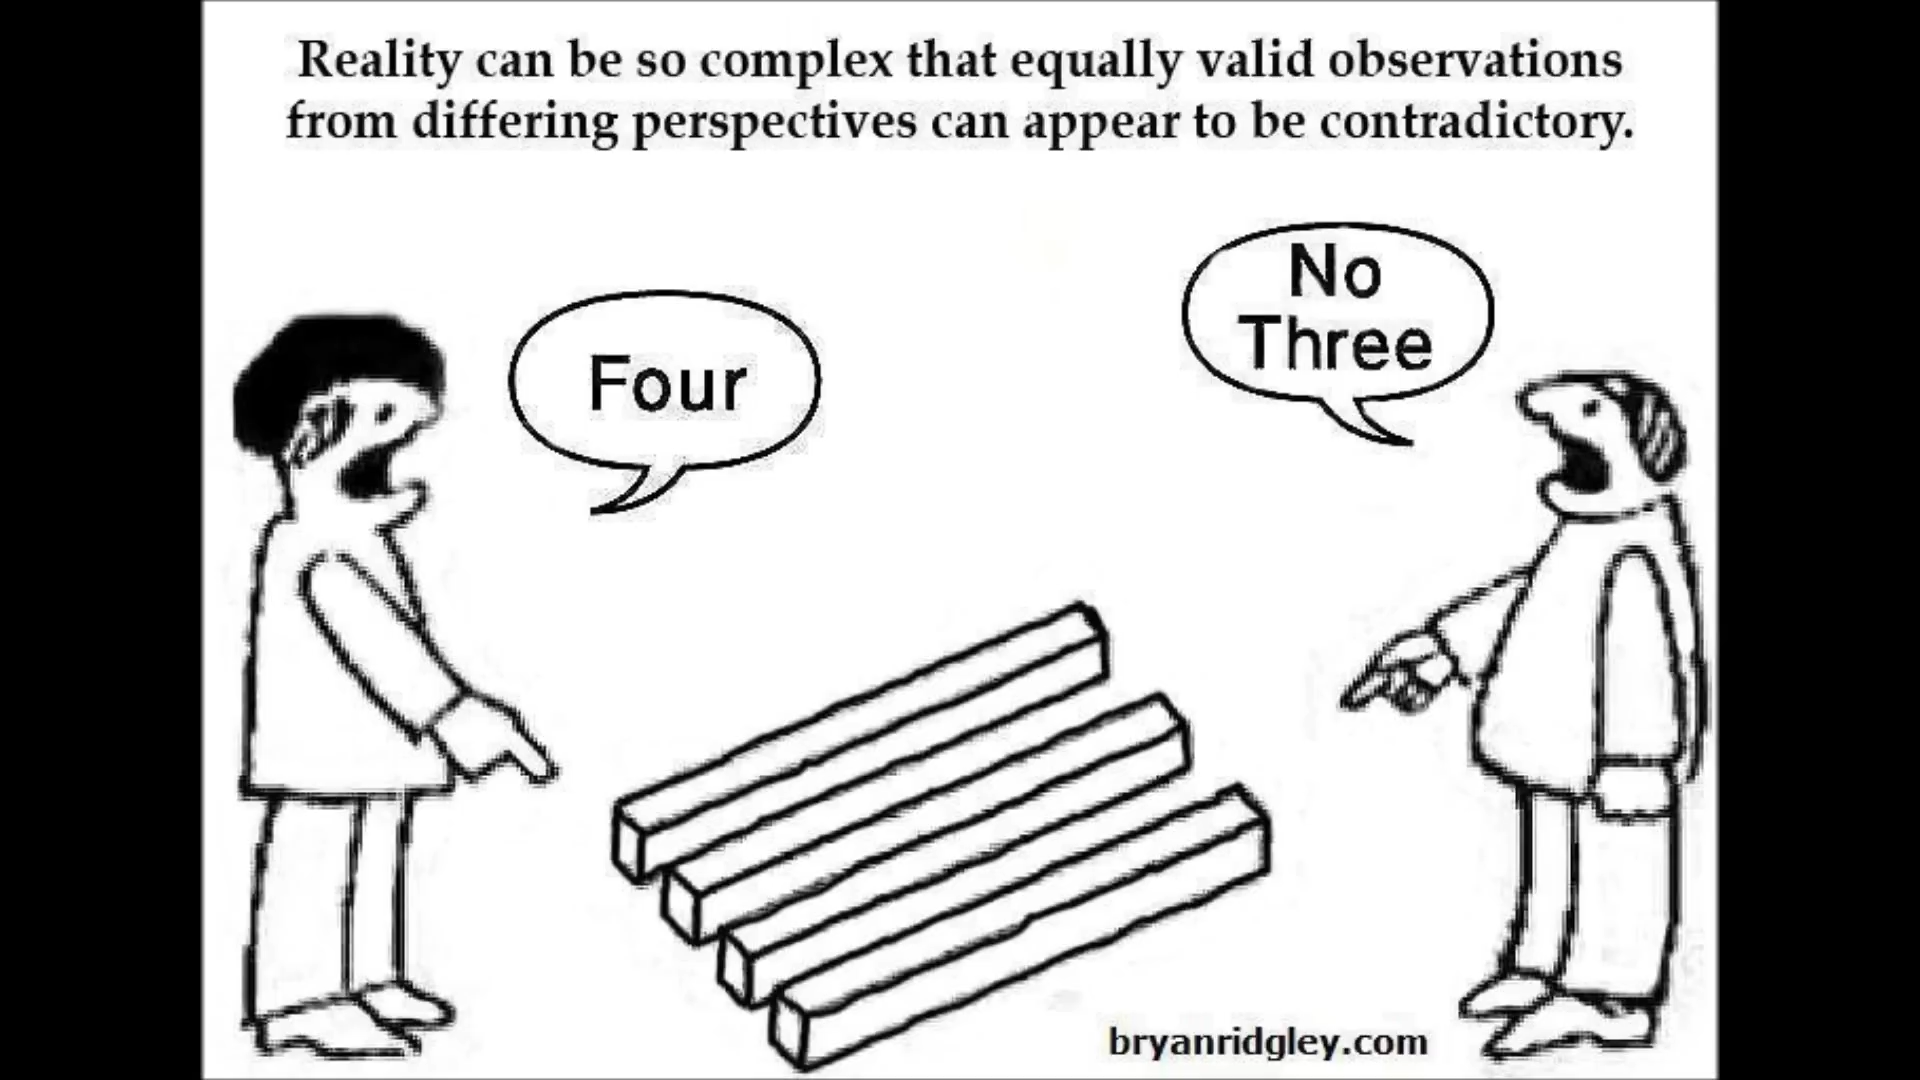 Reality can be so complex that equally valid observations
from differing perspectives can appear to be contradictory.
Four
No
Three
bryanridgley.com